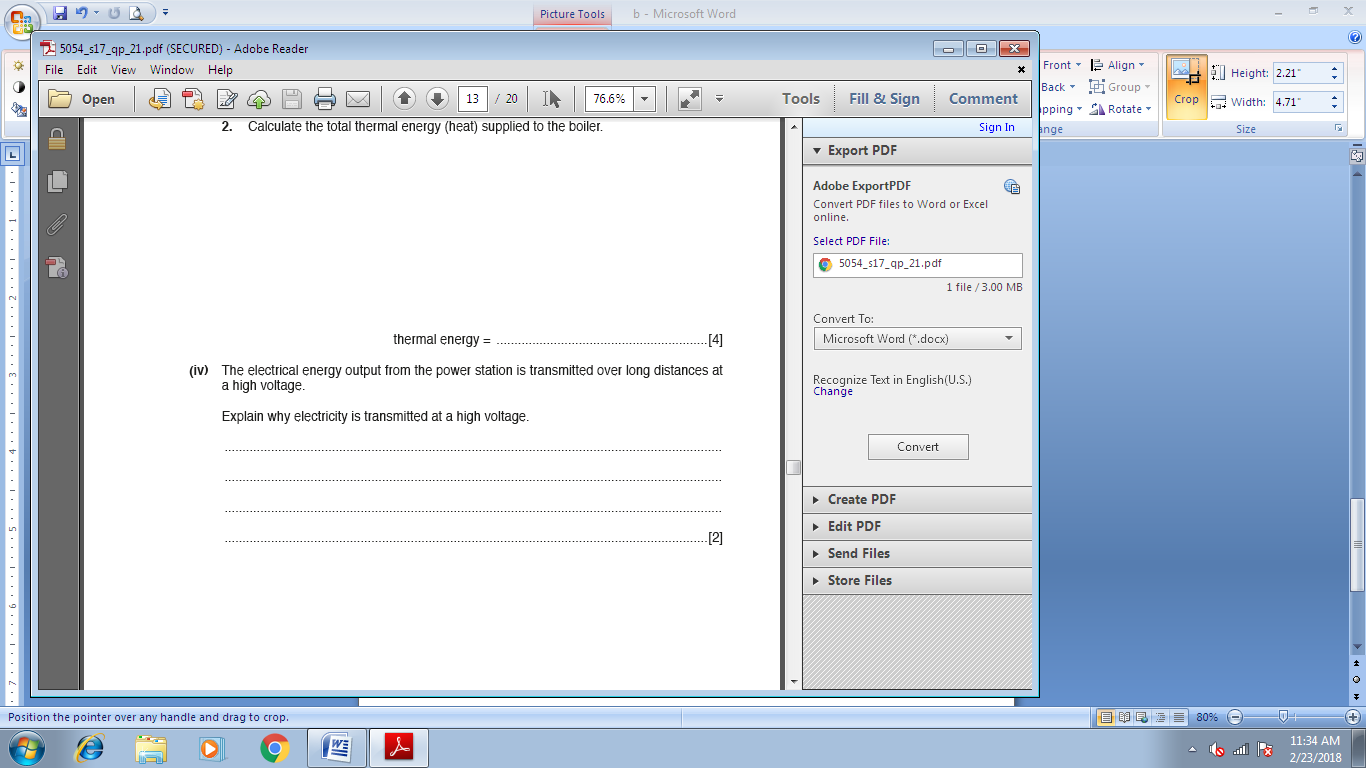 Picture Tools
b - Microsoft Word
5054_s17_qp_21.pdf (SECURED) - Adobe Reader
File Edit View Window Help
Open
13 / 20
76.6%
Tools
Fill & Sign
Comment
Front
Back
Align
Group
Rotate
Crop
Height: 2.21"
Width: 4.71"
Size
2. Calculate the total thermal energy (heat) supplied to the boiler.
thermal energy = ..........................................................[4]
(iv) The electrical energy output from the power station is transmitted over long distances at
a high voltage.
Explain why electricity is transmitted at a high voltage.
..........................................................................................................................................
..........................................................................................................................................
..........................................................................................................................................
......................................................................................................................................[2]
Sign In
Export PDF
Adobe ExportPDF
Convert PDF files to Word or Excel
online.
Select PDF File:
5054_s17_qp_21.pdf
1 file / 3.00 MB
Convert To:
Microsoft Word (*.docx)
Recognize Text in English(U.S.)
Change
Convert
Create PDF
Edit PDF
Send Files
Store Files
1
2
3
4
5
6
7
Position the pointer over any handle and drag to crop.
80%
11:34 AM
2/23/2018